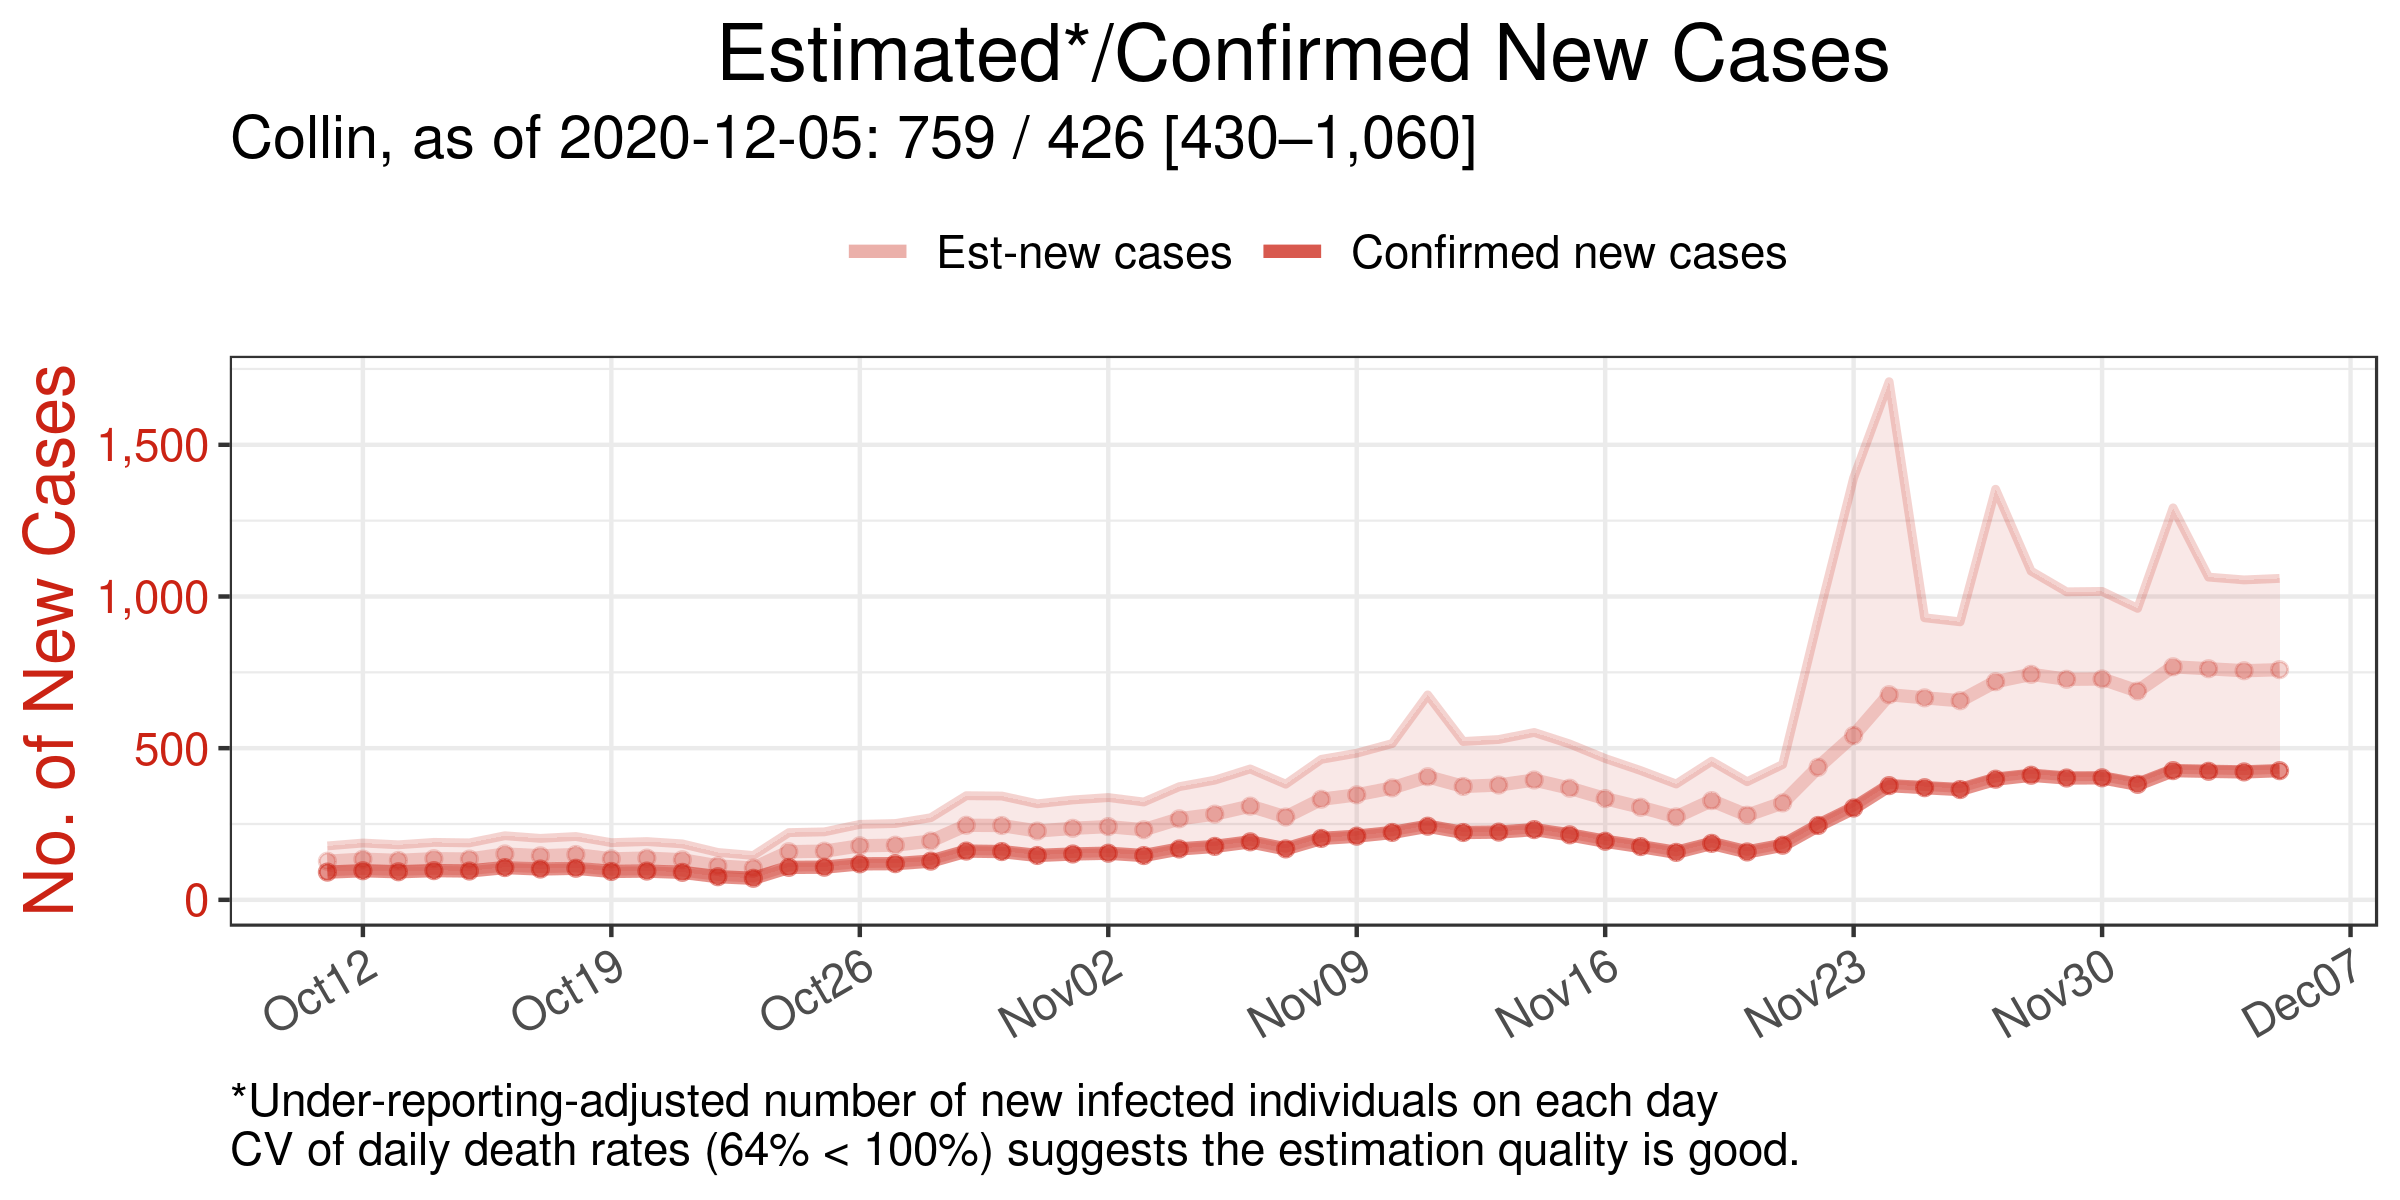 Estimated*/Confirmed New Cases
Collin, as of 2020-12-05: 759 / 426 [430–1,060]
Est-new cases Confirmed new cases
No. of New Cases
1,500
1,000
500
0
Oct12 Oct19 Oct26 Nov02 Nov09 Nov16 Nov23 Nov30 Dec07
*Under-reporting-adjusted number of new infected individuals on each day
CV of daily death rates (64% < 100%) suggests the estimation quality is good.